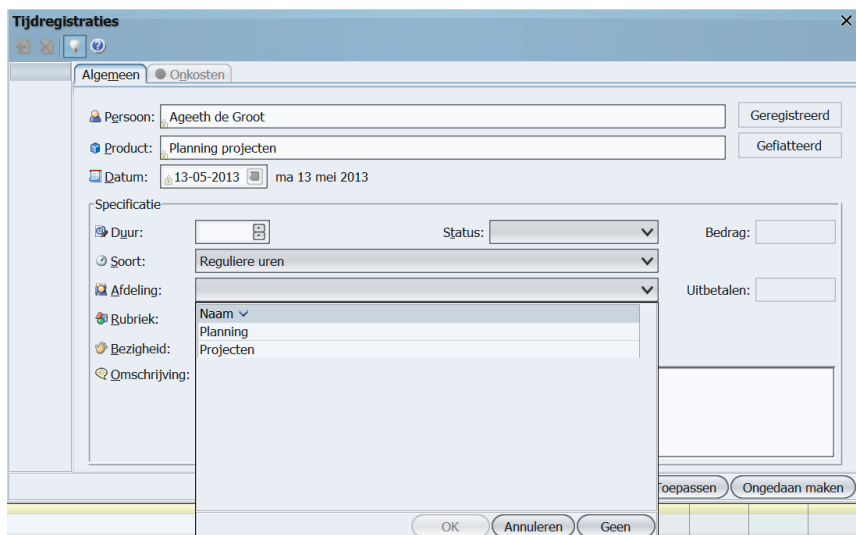 Tijdregistraties
Algemeen Onkosten
Persoon: Ageeth de Groot Geregistreerd
Product: Planning projecten Gefiatteerd
Datum: 13-05-2013 ma 13 mei 2013
Specificatie
Duur: Status: Bedrag:
Soort: Reguliere uren
Afdeling: Uitbetalen:
Rubriek: Naam
Planning
Bezigheid: Projecten
Omschrijving:
Toepassen Ongedaan maken
OK Annuleren Geen